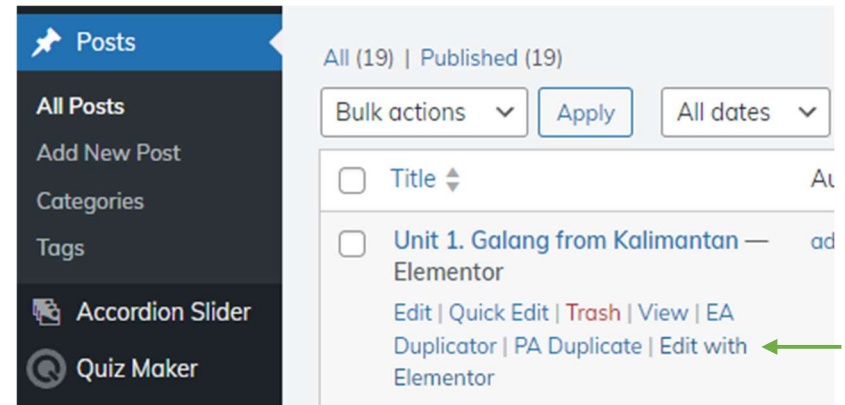 Posts
All Posts
Add New Post
Categories
Tags
Accordion Slider
Quiz Maker
All (19) | Published (19)
Bulk actions
Apply
All dates
Title
Au
Unit 1. Galang from Kalimantan —
ad
Elementor
Edit | Quick Edit | Trash | View | EA
Duplicator | PA Duplicate | Edit with
Elementor